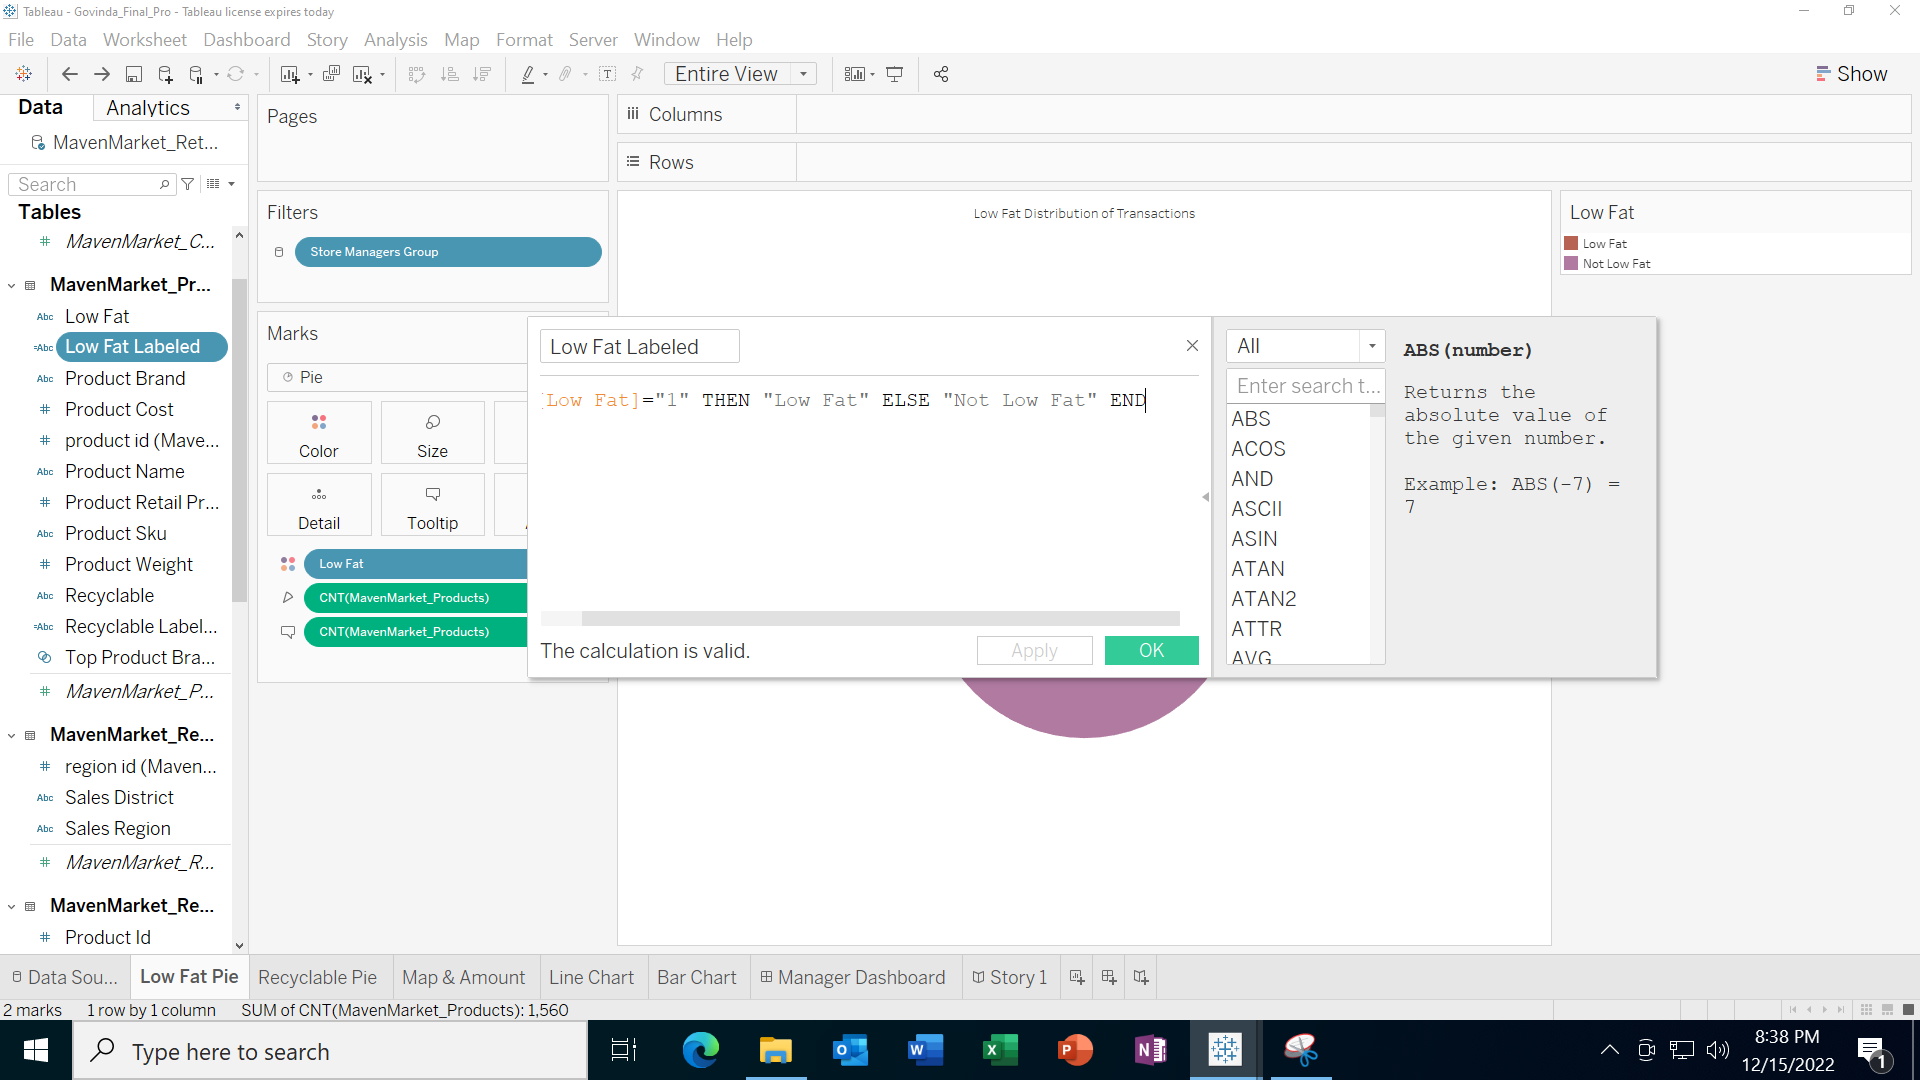 Tableau - Govinda_Final_Pro - Tableau license expires today
File Data Worksheet Dashboard Story Analysis Map Format Server Window Help
Entire View
Show
Data
Analytics
MavenMarket_Ret...
Search
Tables
MavenMarket_C...
MavenMarket_Pr...
Abc Low Fat
=Abc Low Fat Labeled
Abc Product Brand
# Product Cost
# product id (Mave...
Abc Product Name
# Product Retail Pr...
Abc Product Sku
# Product Weight
Abc Recyclable
=Abc Recyclable Label...
Top Product Bra...
# MavenMarket_P...
MavenMarket_Re...
# region id (Maven...
Abc Sales District
Abc Sales Region
# MavenMarket_R...
MavenMarket_Re...
# Product Id
Pages
Filters
Store Managers Group
Marks
Pie
Color
Size
Detail
Tooltip
Low Fat
CNT(MavenMarket_Products)
CNT(MavenMarket_Products)
Columns
Rows
Low Fat Distribution of Transactions
Low Fat
Low Fat
Not Low Fat
Low Fat Labeled
[Low Fat]="1" THEN "Low Fat" ELSE "Not Low Fat" END
The calculation is valid.
Apply
OK
All
Enter search t...
ABS
ACOS
AND
ASCII
ASIN
ATAN
ATAN2
ATTR
AVG
ABS(number)
Returns the
absolute value of
the given number.
Example: ABS(-7) =
7
Data Sou...
Low Fat Pie
Recyclable Pie
Map & Amount
Line Chart
Bar Chart
Manager Dashboard
Story 1
2 marks 1 row by 1 column SUM of CNT(MavenMarket_Products): 1,560
Type here to search
8:38 PM
12/15/2022
1